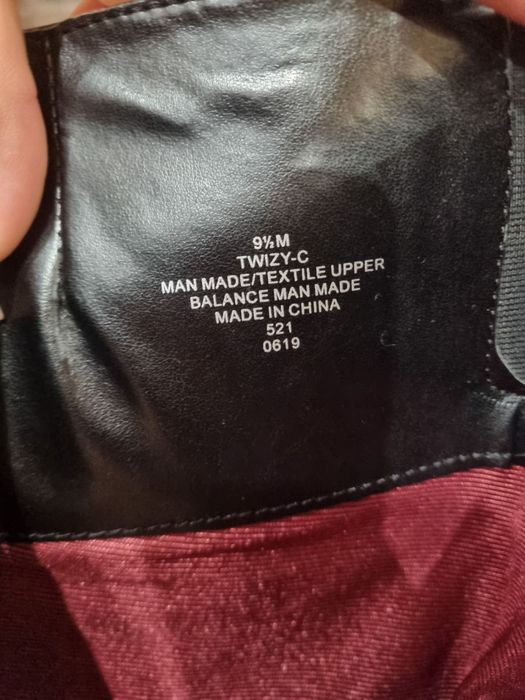 9½M
TWIZY-C
MAN MADE/TEXTILE UPPER
BALANCE MAN MADE
MADE IN CHINA
521
0619